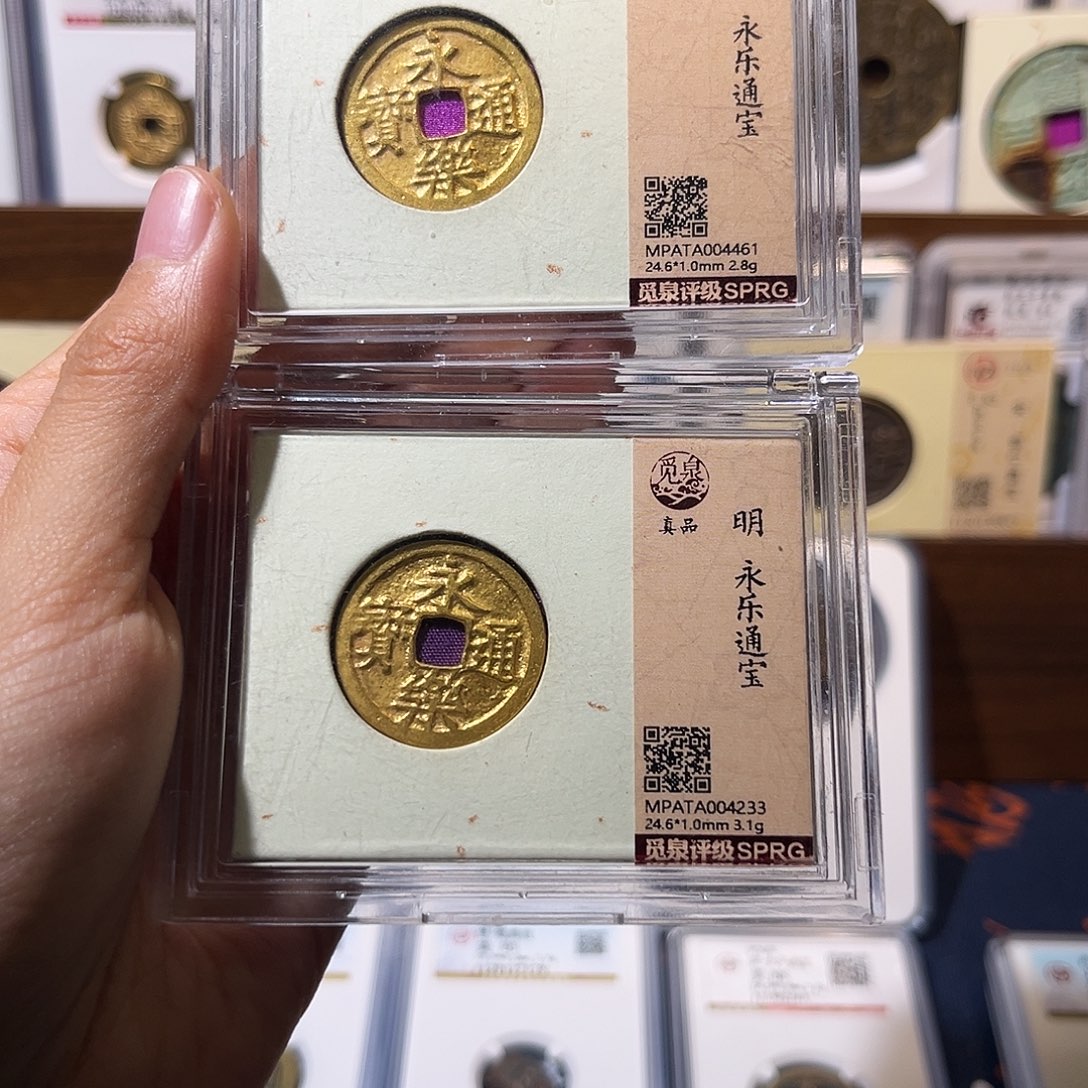 永樂通寶
永乐通宝
MPATA004461
24.6*1.0mm 2.8g
觅泉评级SPRG
永樂通寶
觅泉
真品
明 永乐通宝
MPATA004233
24.6*1.0mm 3.1g
觅泉评级SPRG